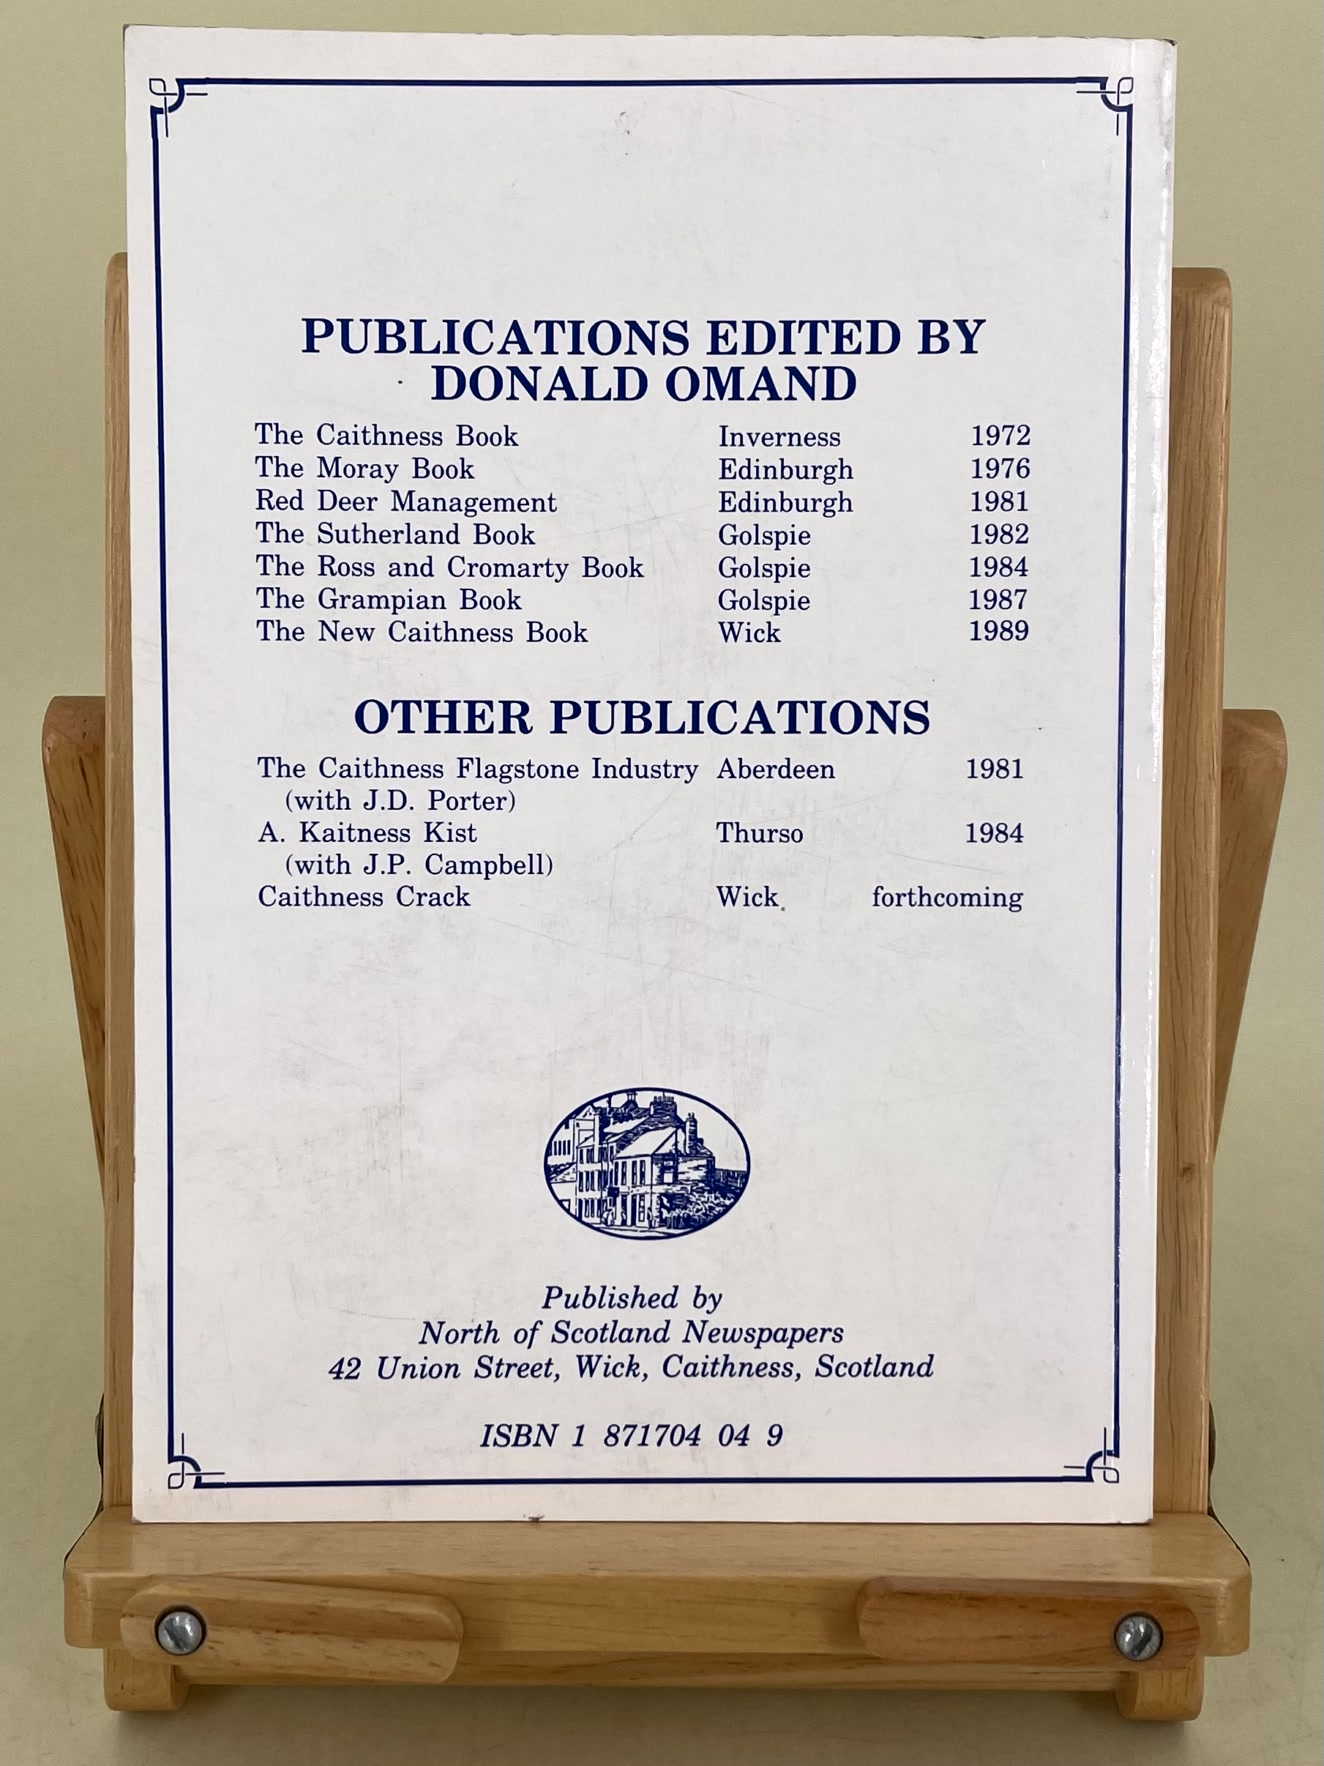 PUBLICATIONS EDITED BY
DONALD OMAND
The Caithness Book Inverness 1972
The Moray Book Edinburgh 1976
Red Deer Management Edinburgh 1981
The Sutherland Book Golspie 1982
The Ross and Cromarty Book Golspie 1984
The Grampian Book Golspie 1987
The New Caithness Book Wick 1989
OTHER PUBLICATIONS
The Caithness Flagstone Industry Aberdeen 1981
(with J.D. Porter)
A. Kaitness Kist Thurso 1984
(with J.P. Campbell)
Caithness Crack Wick forthcoming
Published by
North of Scotland Newspapers
42 Union Street, Wick, Caithness, Scotland
ISBN 1 871704 04 9